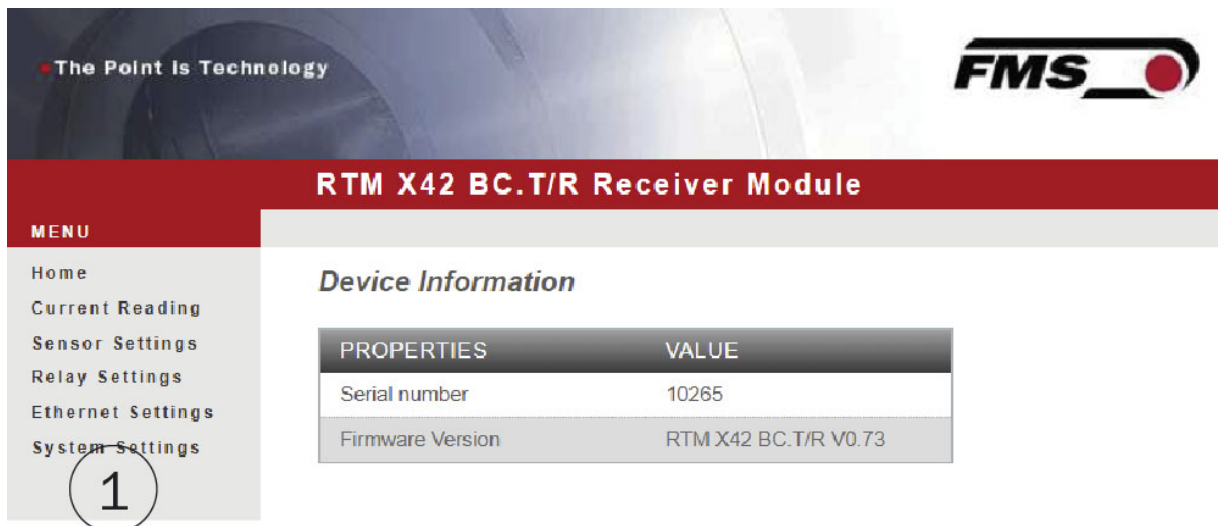 The Point is Technology
FMS
RTM X42 BC.T/R Receiver Module
MENU
Home
Current Reading
Sensor Settings
Relay Settings
Ethernet Settings
System Settings
1
Device Information
PROPERTIES VALUE
Serial number 10265
Firmware Version RTM X42 BC.T/R V0.73